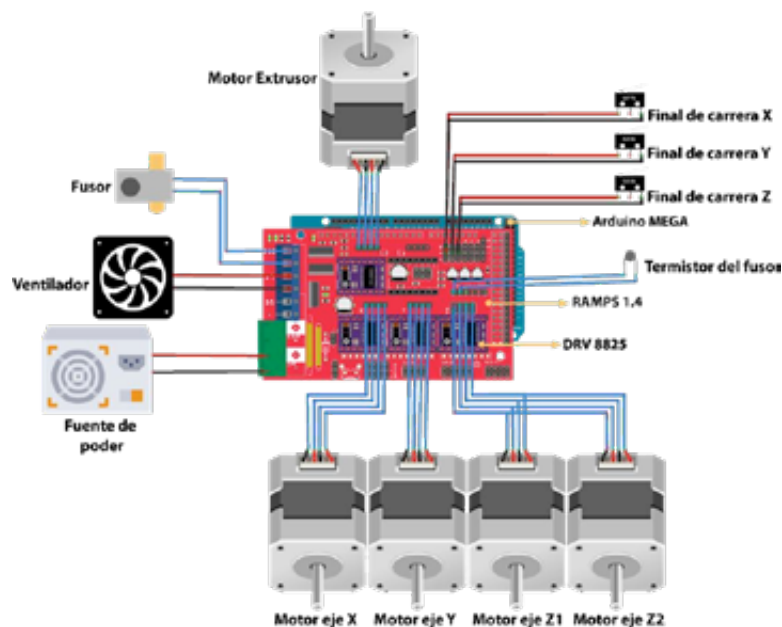 Motor Extrusor
Final de carrera X
Final de carrera Y
Fusor
Final de carrera Z
Arduino MEGA
Termistor del fusor
Ventilador
RAMPS 1.4
DRV 8825
Fuente de
poder
Motor eje X
Motor eje Y
Motor eje Z1
Motor eje Z2